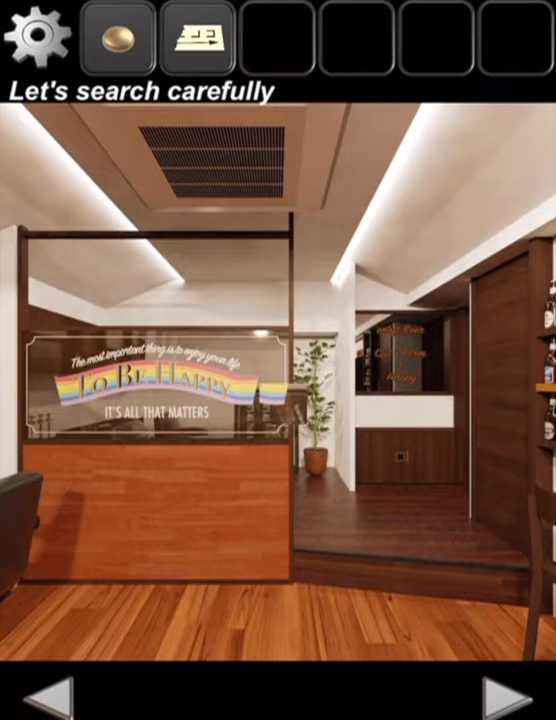 Let's search carefully
The most important thing is to enjoy your life
TO BE HAPPY
IT'S ALL THAT MATTERS